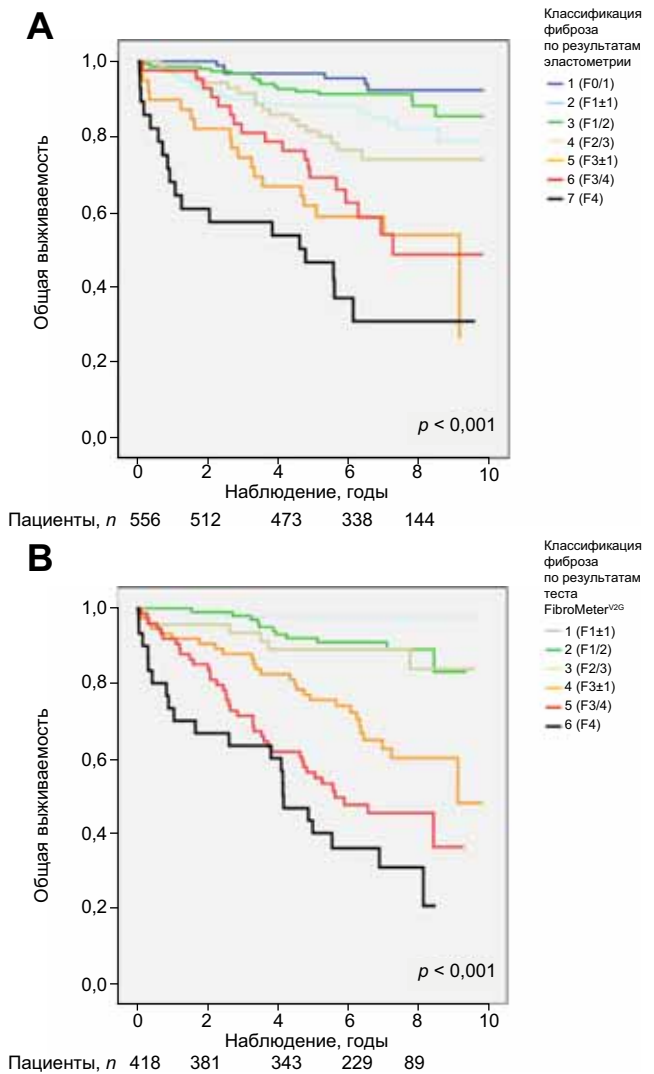 A
Классификация
фиброза
по результатам
эластометрии
1 (F0/1)
2 (F1±1)
3 (F1/2)
4 (F2/3)
5 (F3±1)
6 (F3/4)
7 (F4)
Общая выживаемость
1,0
0,8
0,6
0,4
0,2
0,0
p < 0,001
0 2 4 6 8 10
Наблюдение, годы
Пациенты, n 556 512 473 338 144
B
Классификация
фиброза
по результатам
теста
FibroMeterV2G
1 (F1±1)
2 (F1/2)
3 (F2/3)
4 (F3±1)
5 (F3/4)
6 (F4)
Общая выживаемость
1,0
0,8
0,6
0,4
0,2
0,0
p < 0,001
0 2 4 6 8 10
Наблюдение, годы
Пациенты, n 418 381 343 229 89